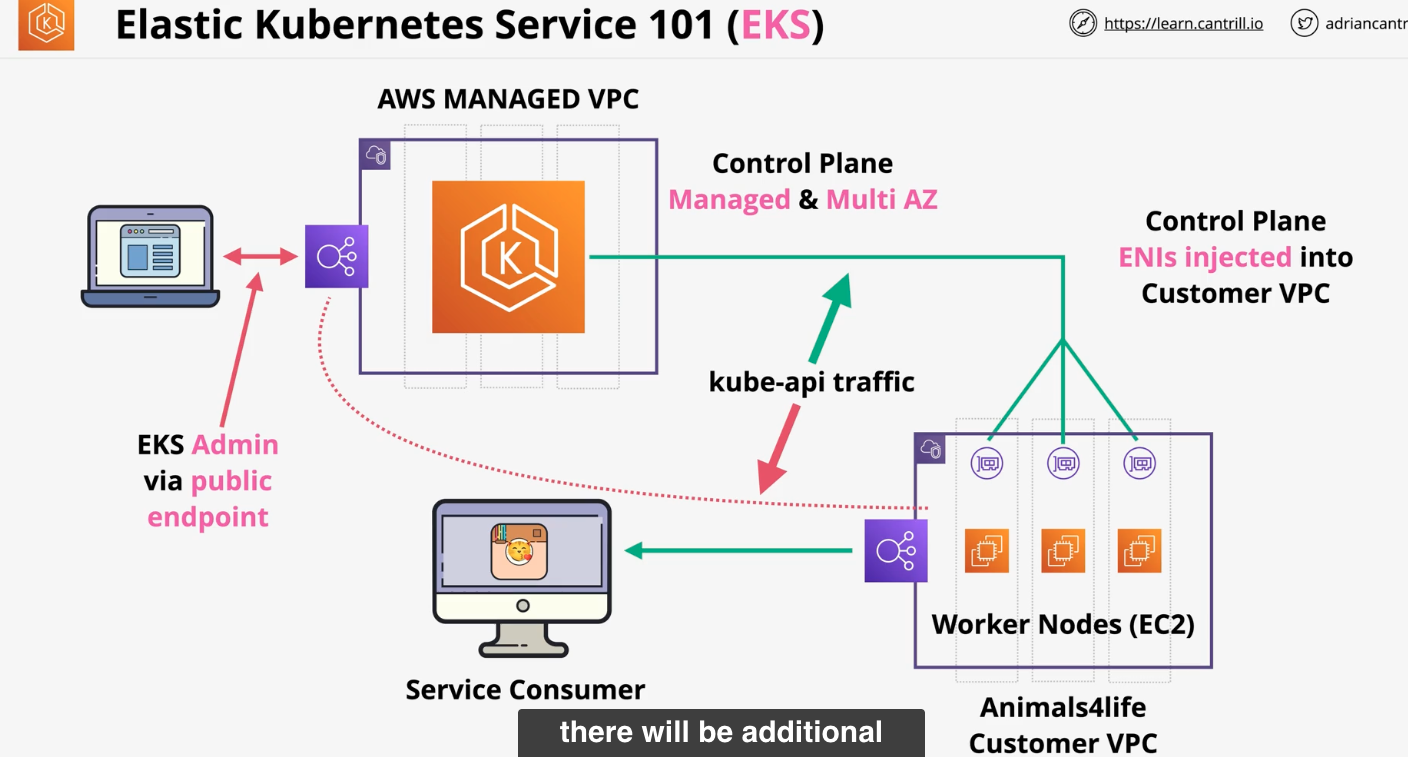 Elastic Kubernetes Service 101 (EKS)
https://learn.cantrill.io
adriancantr
AWS MANAGED VPC
Control Plane
Managed & Multi AZ
Control Plane
ENIs injected into
Customer VPC
K
kube-api traffic
EKS Admin
via public
endpoint
Worker Nodes (EC2)
Service Consumer
Animals4life
Customer VPC
there will be additional